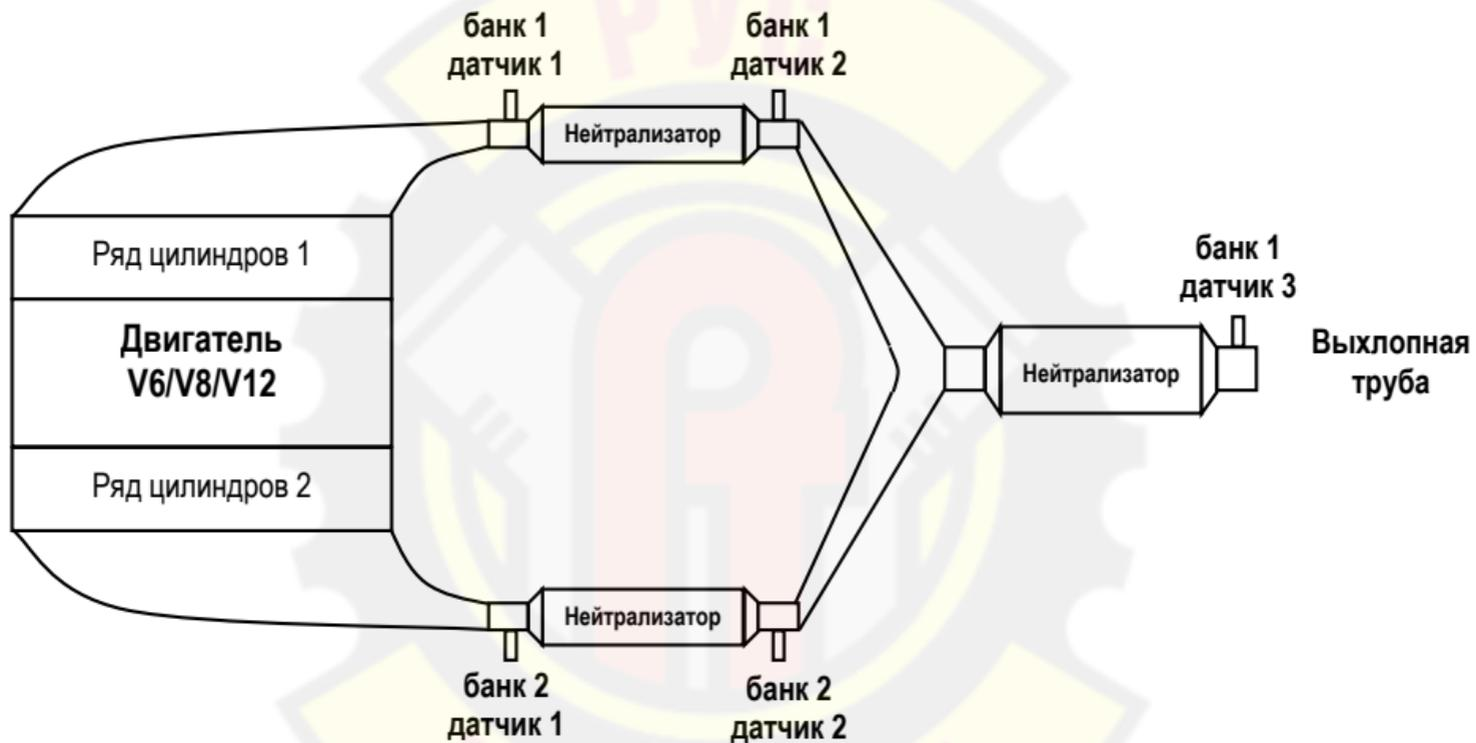 банк 1
датчик 1
банк 1
датчик 2
Нейтрализатор
Нейтрализатор
Ряд цилиндров 1
Двигатель
V6/V8/V12
Ряд цилиндров 2
банк 1
датчик 3
Нейтрализатор
Выхлопная
труба
Нейтрализатор
банк 2
датчик 1
банк 2
датчик 2